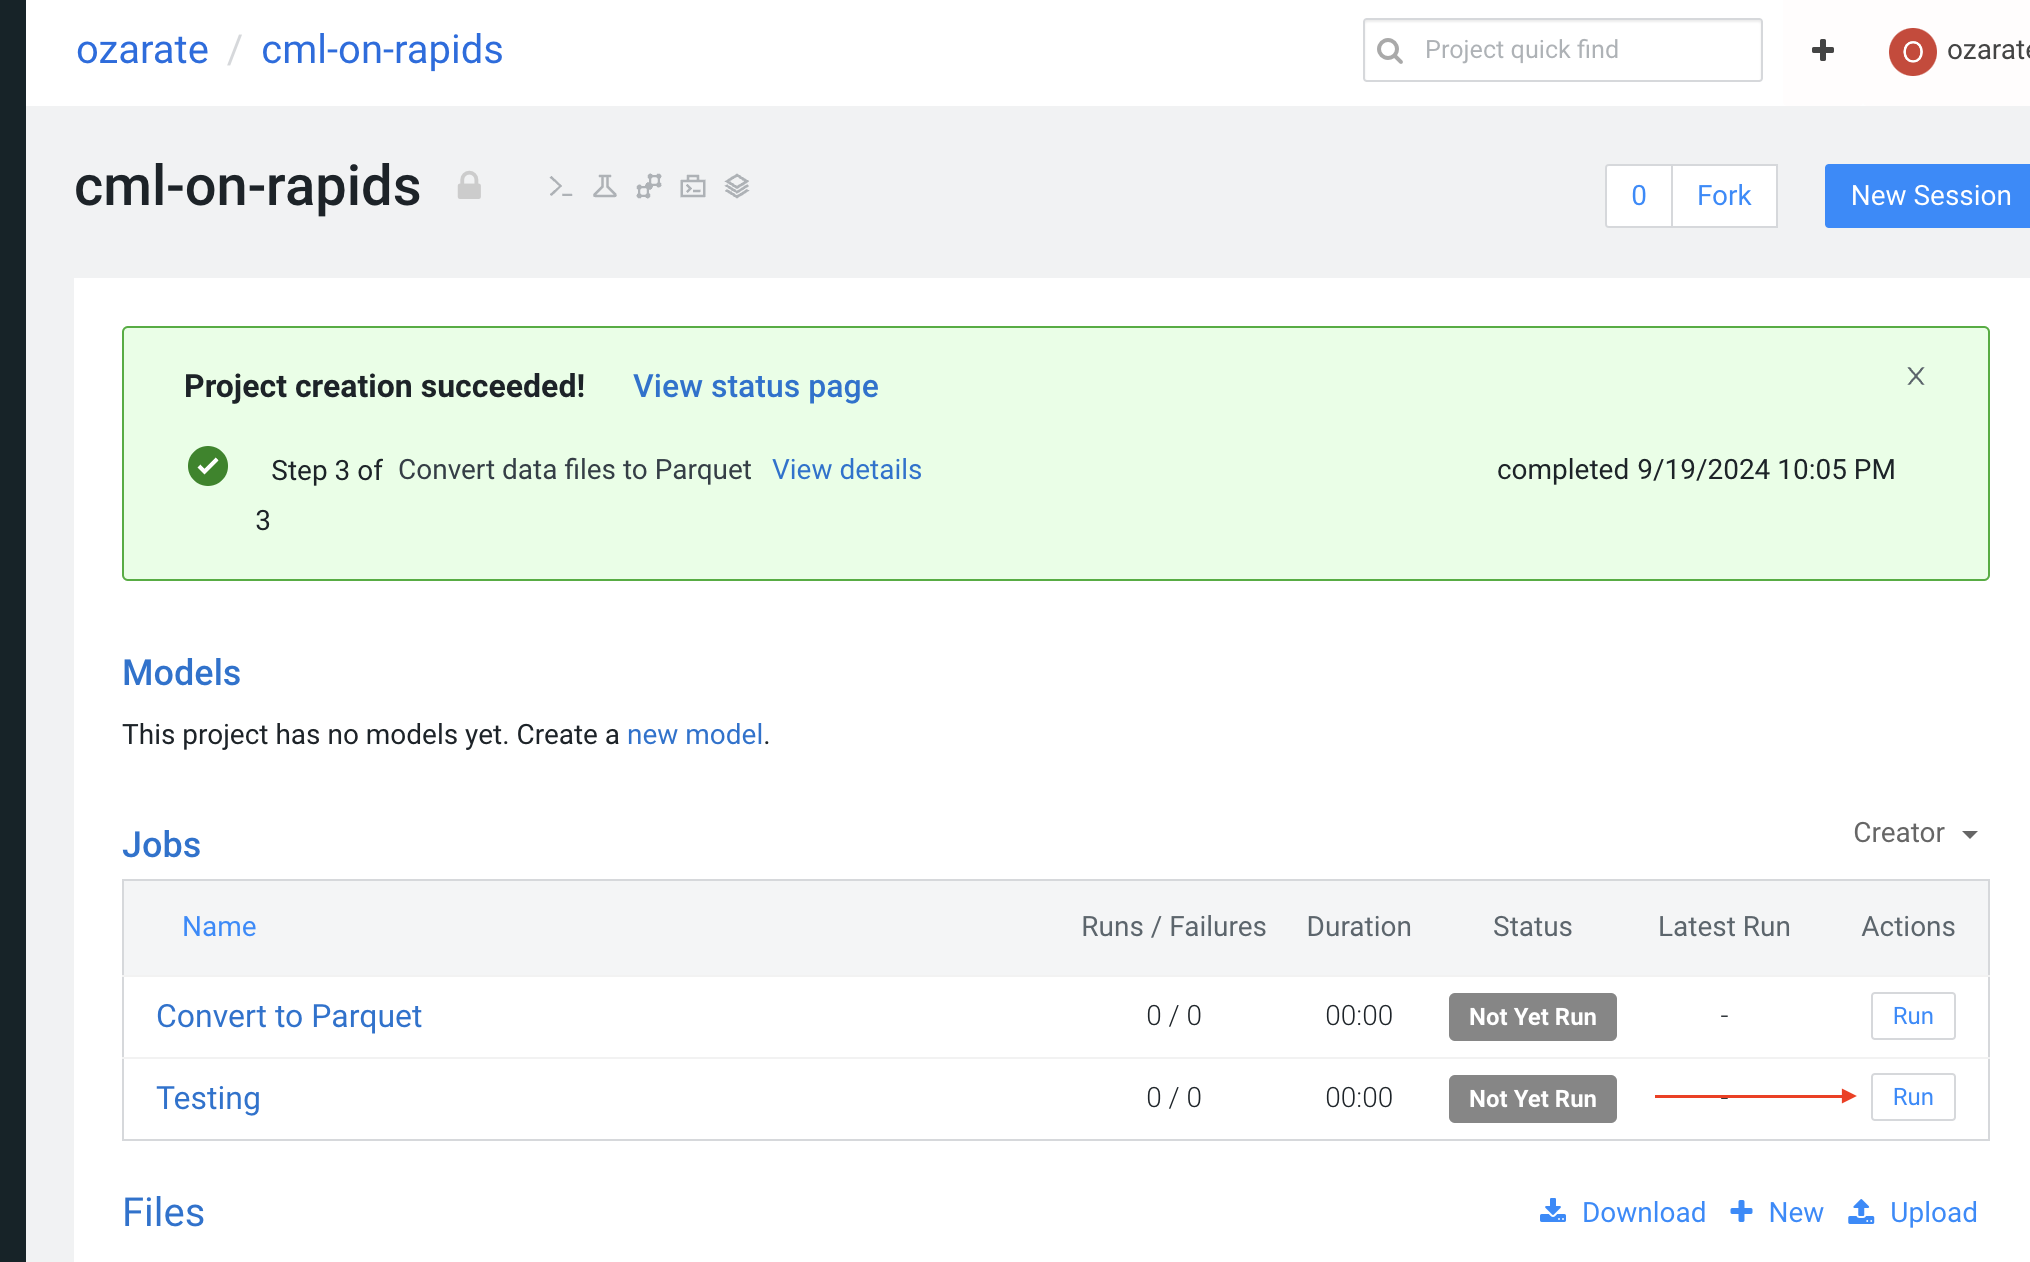 ozarate / cml-on-rapids
Project quick find
O
ozarate
cml-on-rapids
0
Fork
New Session
Project creation succeeded! View status page
X
Step 3 of Convert data files to Parquet View details completed 9/19/2024 10:05 PM
3
Models
This project has no models yet. Create a new model.
Jobs
Creator
Name Runs / Failures Duration Status Latest Run Actions
Convert to Parquet 0 / 0 00:00 Not Yet Run - Run
Testing 0 / 0 00:00 Not Yet Run - Run
Files
Download
New
Upload